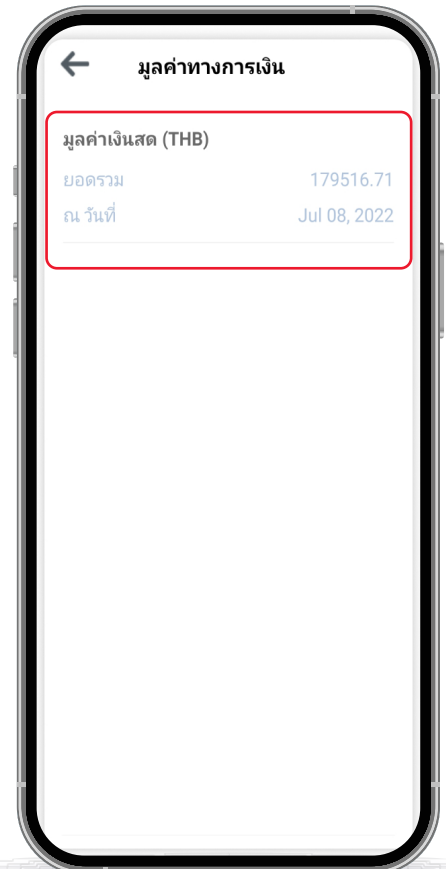 มูลค่าทางการเงิน
มูลค่าเงินสด (THB)
ยอดรวม 179516.71
ณ วันที่ Jul 08, 2022